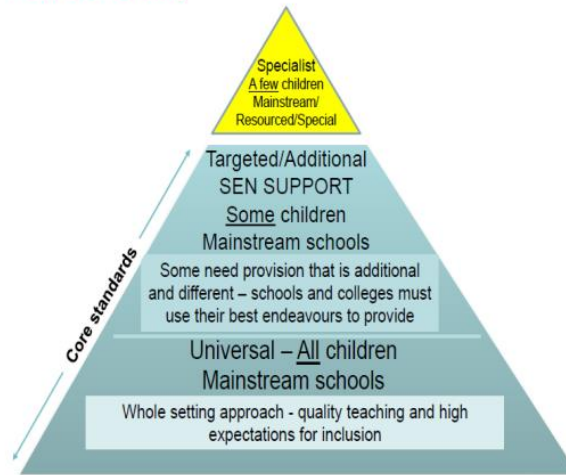 Specialist
A few children
Mainstream/
Resourced/Special
Targeted/Additional
SEN SUPPORT
Some children
Mainstream schools
Some need provision that is additional
and different – schools and colleges must
use their best endeavours to provide
Core standards
Universal – All children
Mainstream schools
Whole setting approach - quality teaching and high
expectations for inclusion